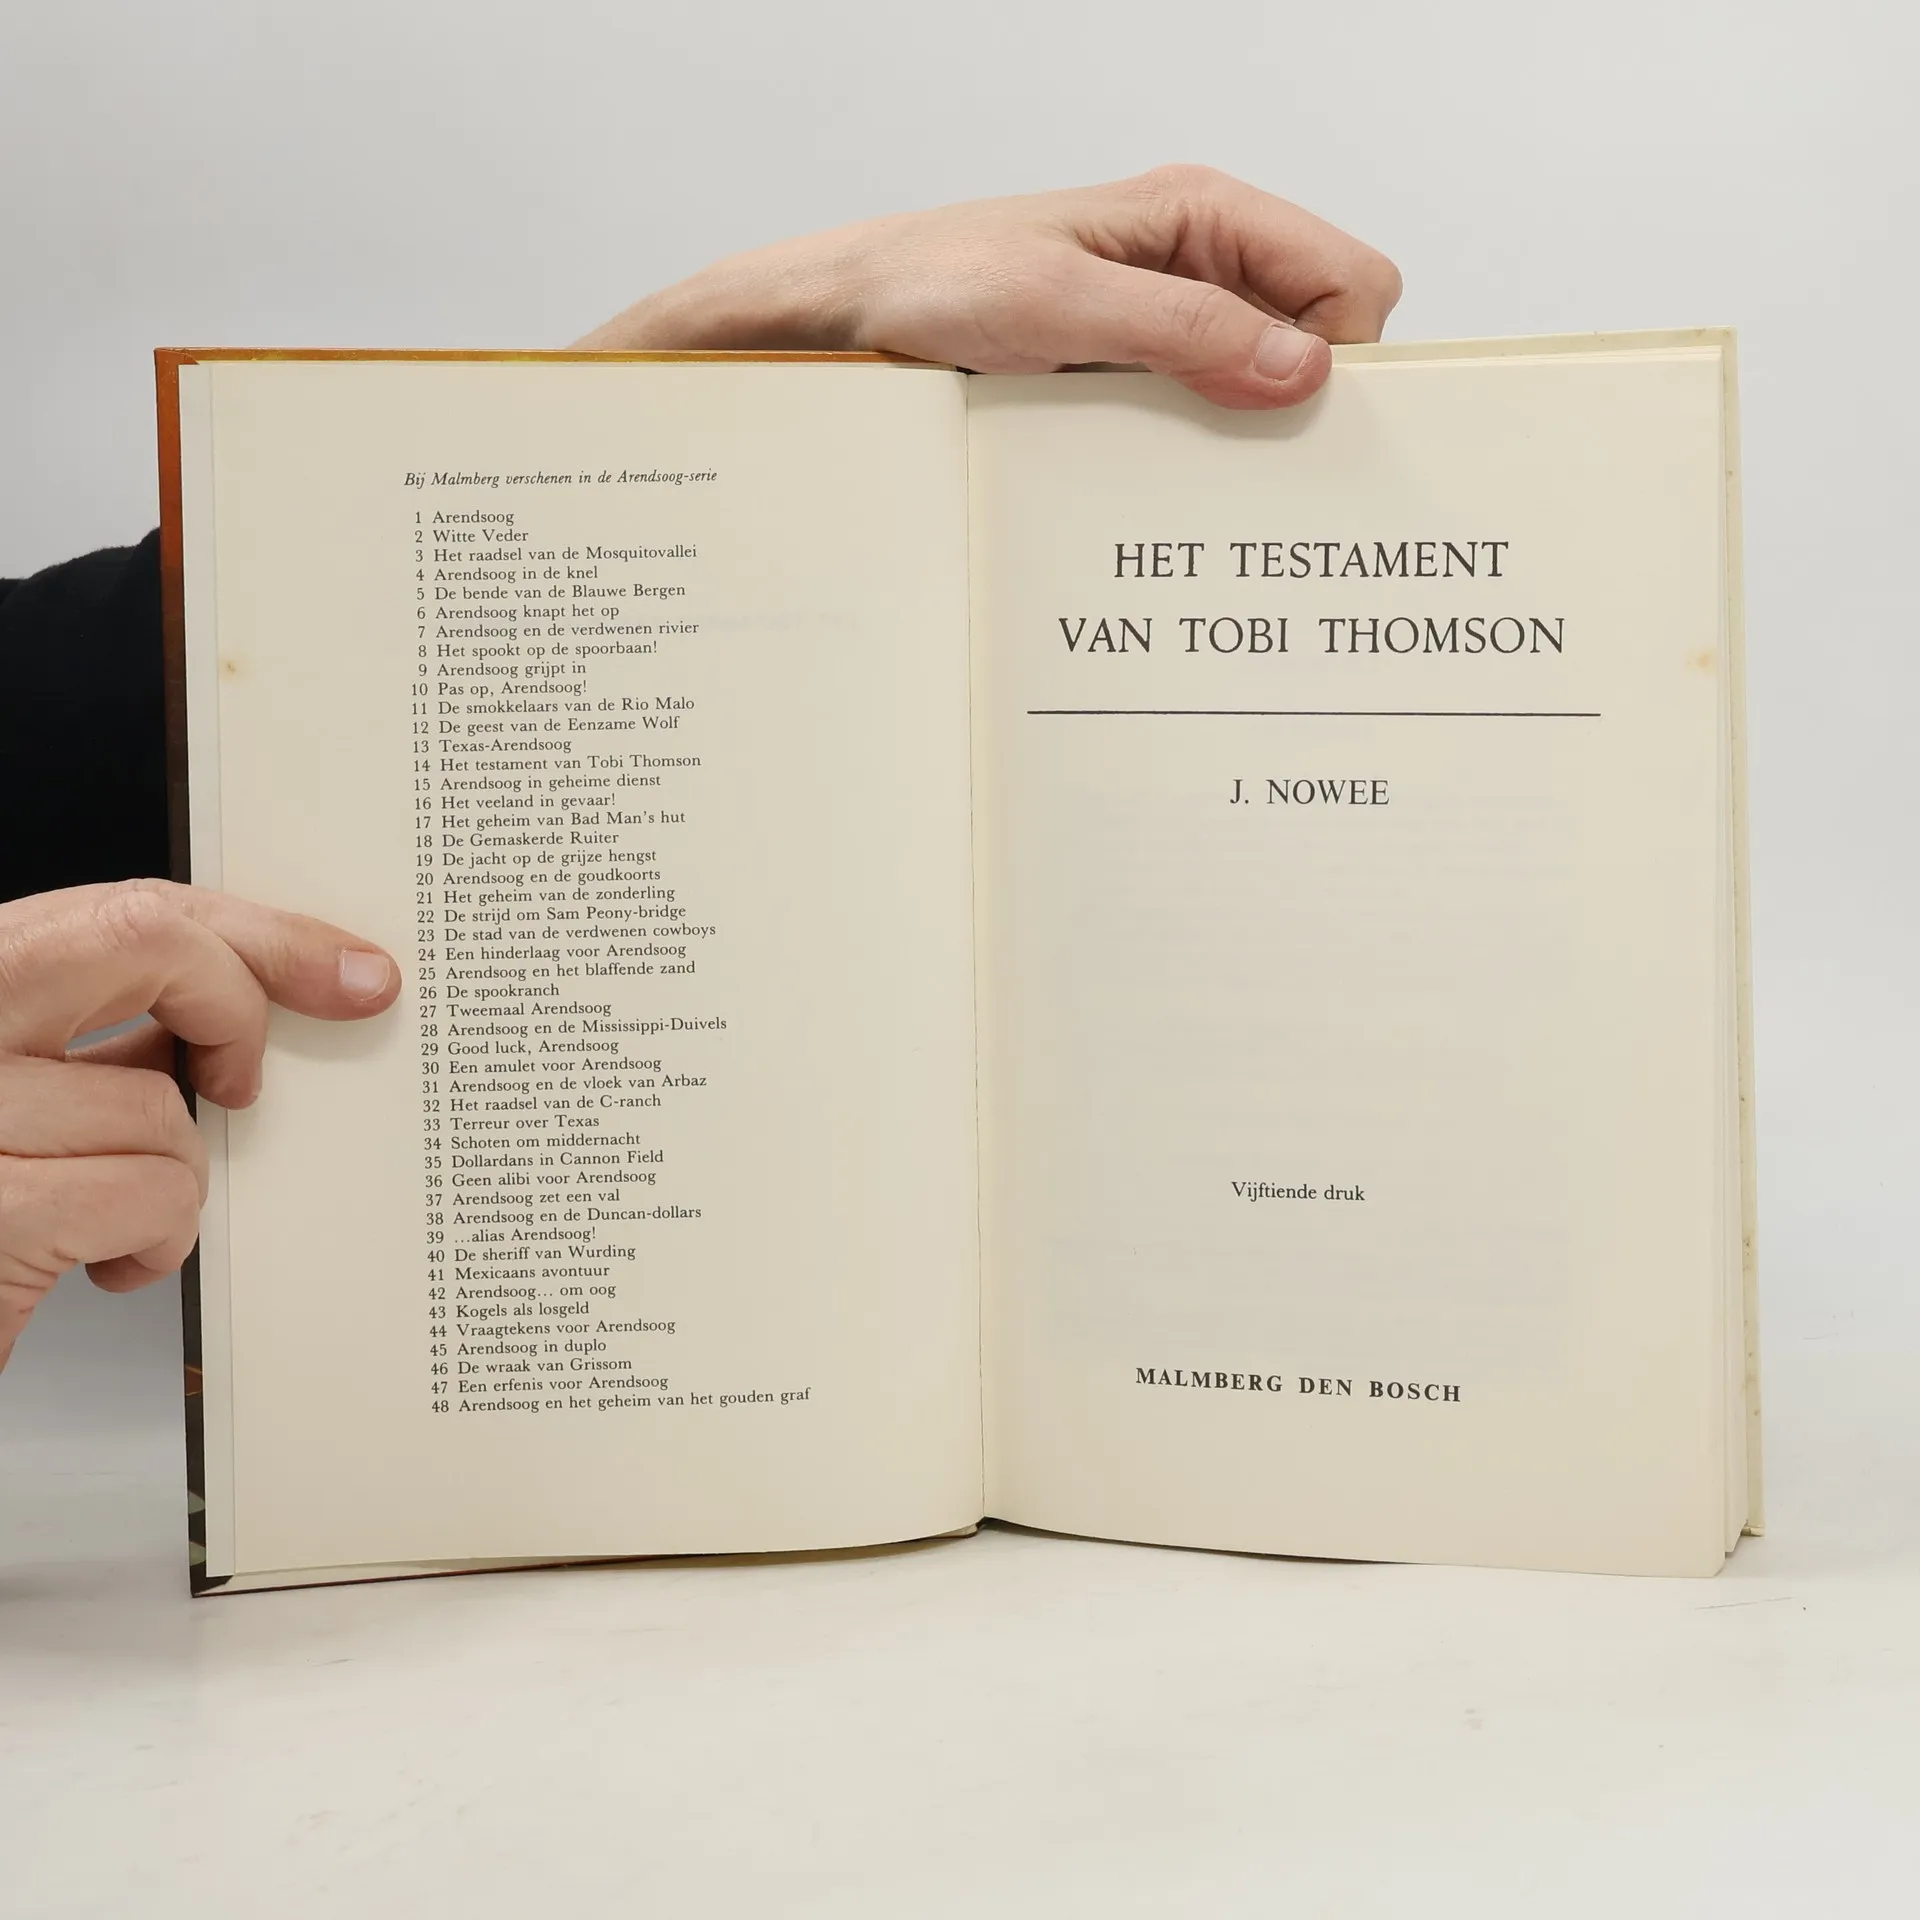 Bij Malmberg verschenen in de Arendsoog-serie
1 Arendsoog
2 Witte Veder
3 Het raadsel van de Mosquitovallei
4 Arendsoog in de knel
5 De bende van de Blauwe Bergen
6 Arendsoog knapt het op
7 Arendsoog en de verdwenen rivier
8 Het spookt op de spoorbaan!
9 Arendsoog grijpt in
10 Pas op, Arendsoog!
11 De smokkelaars van de Rio Malo
12 De geest van de Eenzame Wolf
13 Texas-Arendsoog
14 Het testament van Tobi Thomson
15 Arendsoog in geheime dienst
16 Het veeland in gevaar!
17 Het geheim van Bad Man's hut
18 De Gemaskerde Ruiter
19 De jacht op de grijze hengst
20 Arendsoog en de goudkoorts
21 Het geheim van de zonderling
22 De strijd om Sam Peony-bridge
23 De stad van de verdwenen cowboys
24 Een hinderlaag voor Arendsoog
25 Arendsoog en het blaffende zand
26 De spookranch
27 Tweemaal Arendsoog
28 Arendsoog en de Mississippi-Duivels
29 Good luck, Arendsoog
30 Een amulet voor Arendsoog
31 Arendsoog en de vloek van Arbaz
32 Het raadsel van de C-ranch
33 Terreur over Texas
34 Schoten om middernacht
35 Dollardans in Cannon Field
36 Geen alibi voor Arendsoog
37 Arendsoog zet een val
38 Arendsoog en de Duncan-dollars
39 ...alias Arendsoog!
40 De sheriff van Wurding
41 Mexicaans avontuur
42 Arendsoog... om oog
43 Kogels als losgeld
44 Vraagtekens voor Arendsoog
45 Arendsoog in duplo
46 De wraak van Grissom
47 Een erfenis voor Arendsoog
48 Arendsoog en het geheim van het gouden graf
HET TESTAMENT
VAN TOBI THOMSON
J. NOWEE
Vijftiende druk
MALMBERG DEN BOSCH